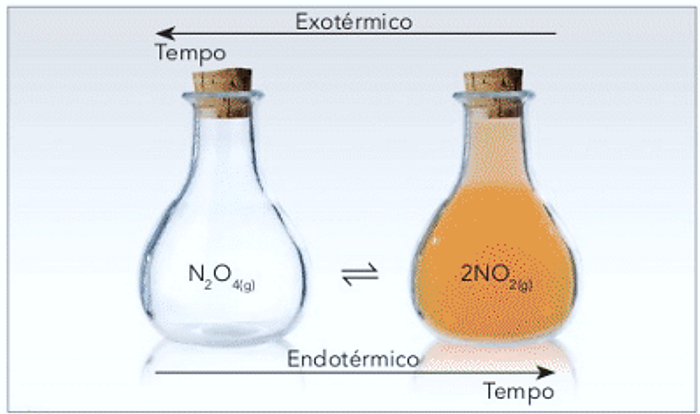 Exotérmico
Tempo
N₂O₄(g) ⇌ 2NO₂(g)
Endotérmico
Tempo